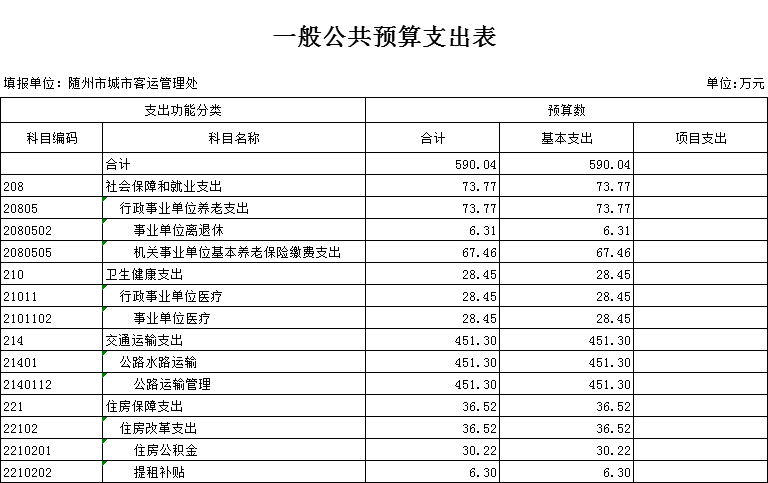 一般公共预算支出表
填报单位：随州市城市客运管理处 单位:万元
支出功能分类 预算数
科目编码 科目名称 合计 基本支出 项目支出
合计 590.04 590.04
208 社会保障和就业支出 73.77 73.77
20805 行政事业单位养老支出 73.77 73.77
2080502 事业单位离退休 6.31 6.31
2080505 机关事业单位基本养老保险缴费支出 67.46 67.46
210 卫生健康支出 28.45 28.45
21011 行政事业单位医疗 28.45 28.45
2101102 事业单位医疗 28.45 28.45
214 交通运输支出 451.30 451.30
21401 公路水路运输 451.30 451.30
2140112 公路运输管理 451.30 451.30
221 住房保障支出 36.52 36.52
22102 住房改革支出 36.52 36.52
2210201 住房公积金 30.22 30.22
2210202 提租补贴 6.30 6.30